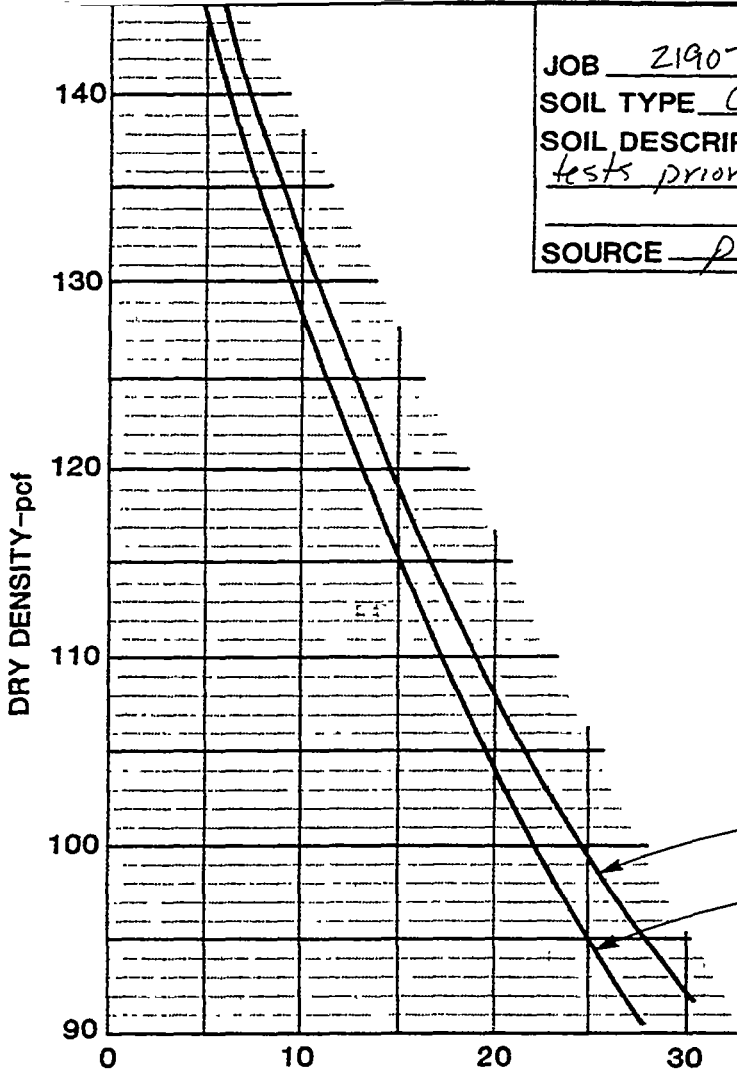 JOB 2190
SOIL TYPE
SOIL DESCRIP
tests prior
SOURCE
DRY DENSITY-pcf
140
130
120
110
100
90
0 10 20 30